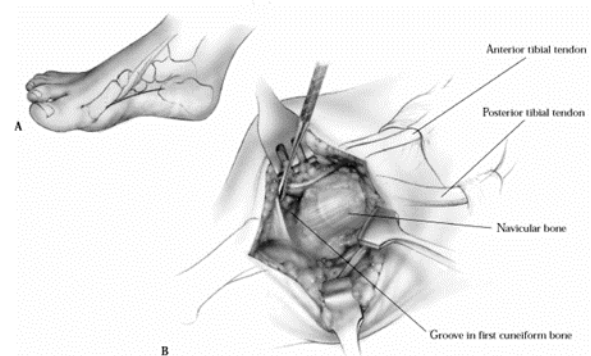 Anterior tibial tendon
Posterior tibial tendon
A
Navicular bone
Groove in first cuneiform bone
B